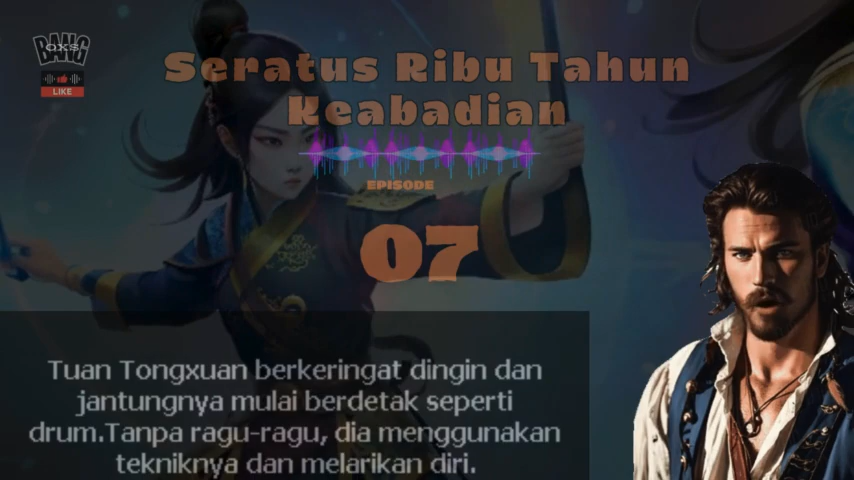 BANG
OXS
LIKE
Seratus Ribu Tahun
Keabadian
EPISODE
07
Tuan Tongxuan berkeringat dingin dan
jantungnya mulai berdetak seperti
drum.Tanpa ragu-ragu, dia menggunakan
tekniknya dan melarikan diri.